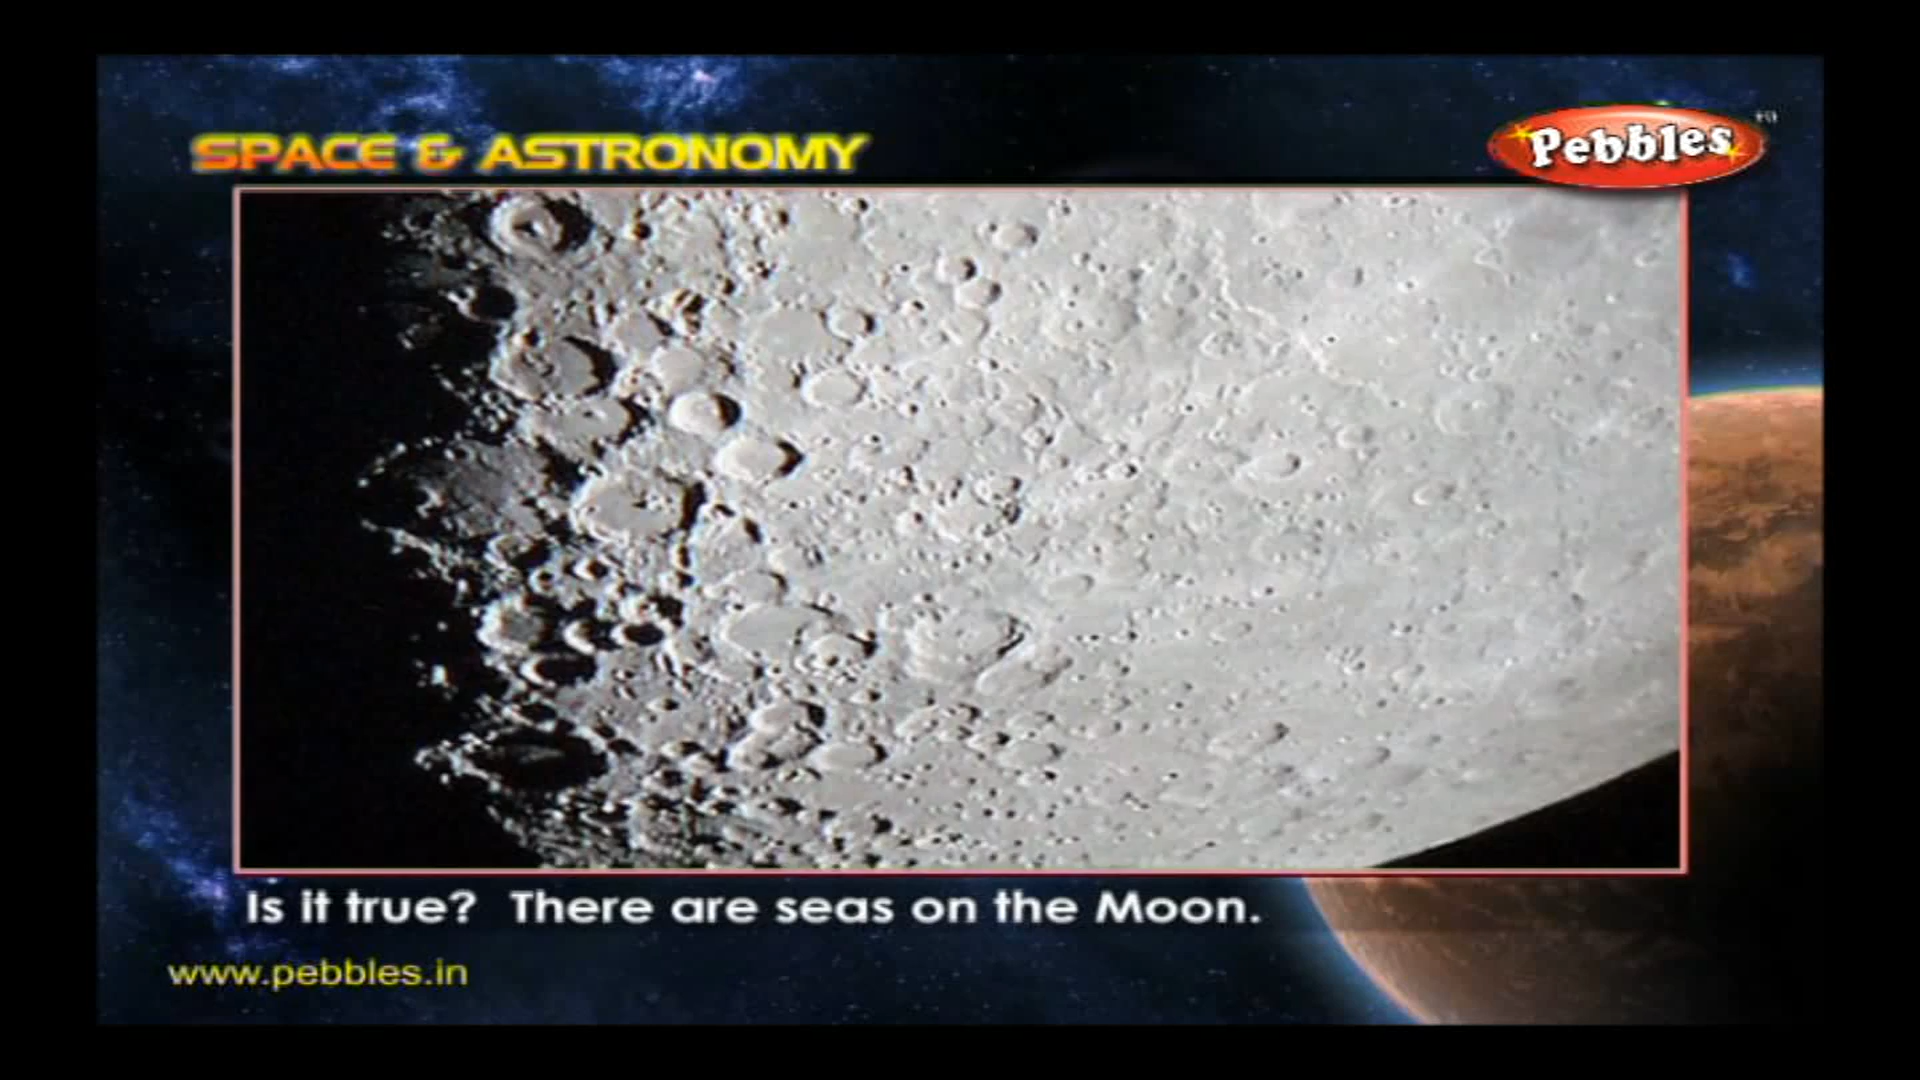 SPACE & ASTRONOMY
Pebbles
Is it true? There are seas on the Moon.
www.pebbles.in